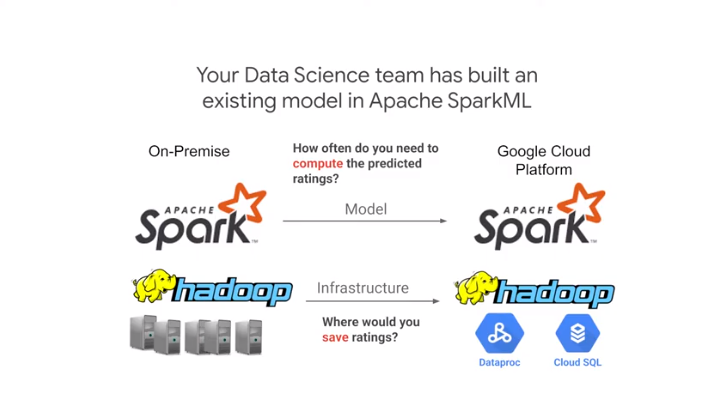 Your Data Science team has built an
existing model in Apache SparkML
On-Premise
How often do you need to
compute the predicted
ratings?
Google Cloud
Platform
APACHE
Spark™
Model
APACHE
Spark™
hadoop
Infrastructure
hadoop
Where would you
save ratings?
Dataproc
Cloud SQL